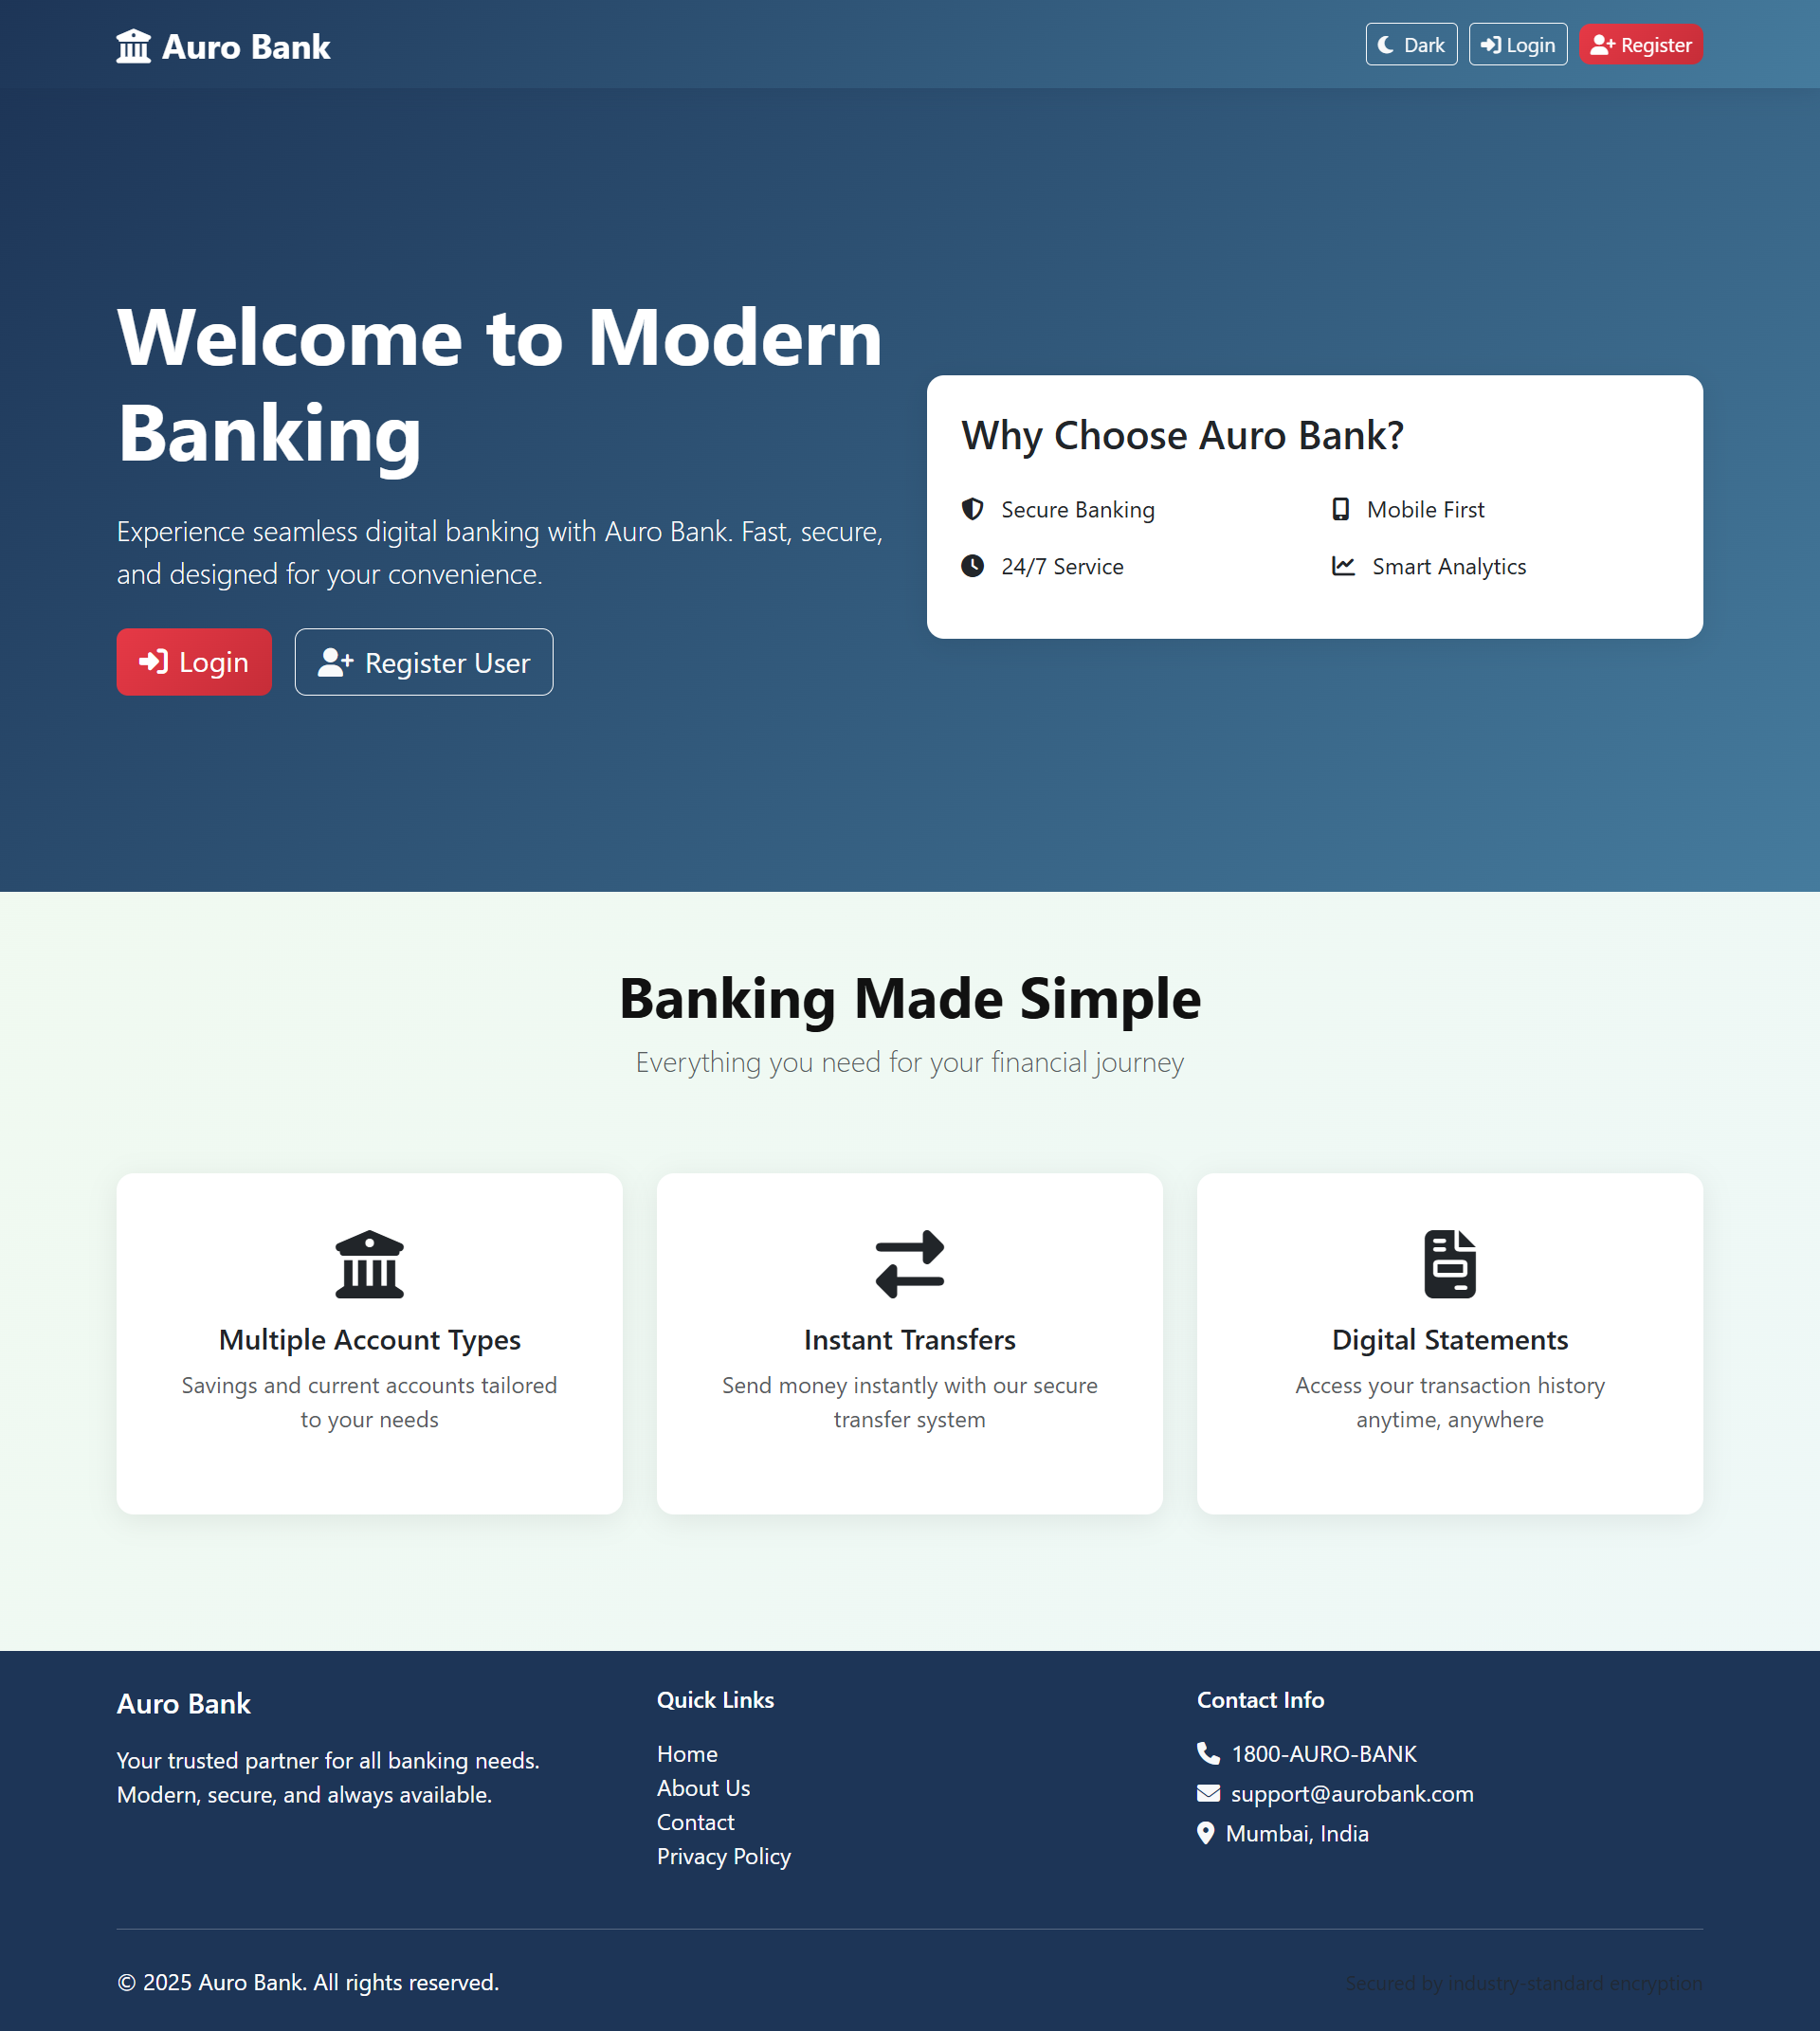 Auro Bank
Dark
Login
Register
Welcome to Modern
Banking
Experience seamless digital banking with Auro Bank. Fast, secure,
and designed for your convenience.
Login
Register User
Why Choose Auro Bank?
Secure Banking
Mobile First
24/7 Service
Smart Analytics
Banking Made Simple
Everything you need for your financial journey
Multiple Account Types
Savings and current accounts tailored
to your needs
Instant Transfers
Send money instantly with our secure
transfer system
Digital Statements
Access your transaction history
anytime, anywhere
Auro Bank
Your trusted partner for all banking needs.
Modern, secure, and always available.
Quick Links
Home
About Us
Contact
Privacy Policy
Contact Info
1800-AURO-BANK
support@aurobank.com
Mumbai, India
© 2025 Auro Bank. All rights reserved.
Secured by industry-standard encryption